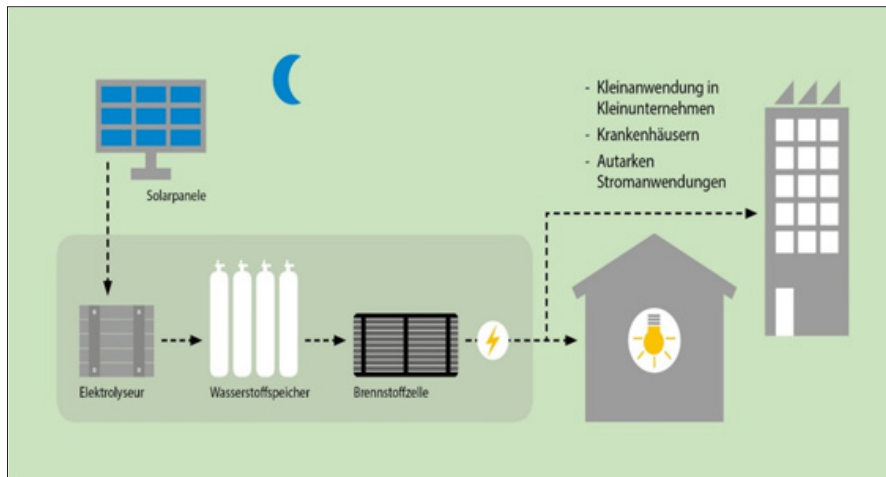 Solarpanele
- Kleinanwendung in
Kleinunternehmen
- Krankenhäusern
- Autarken
Stromanwendungen
Elektrolyseur
Wasserstoffspeicher
Brennstoffzelle